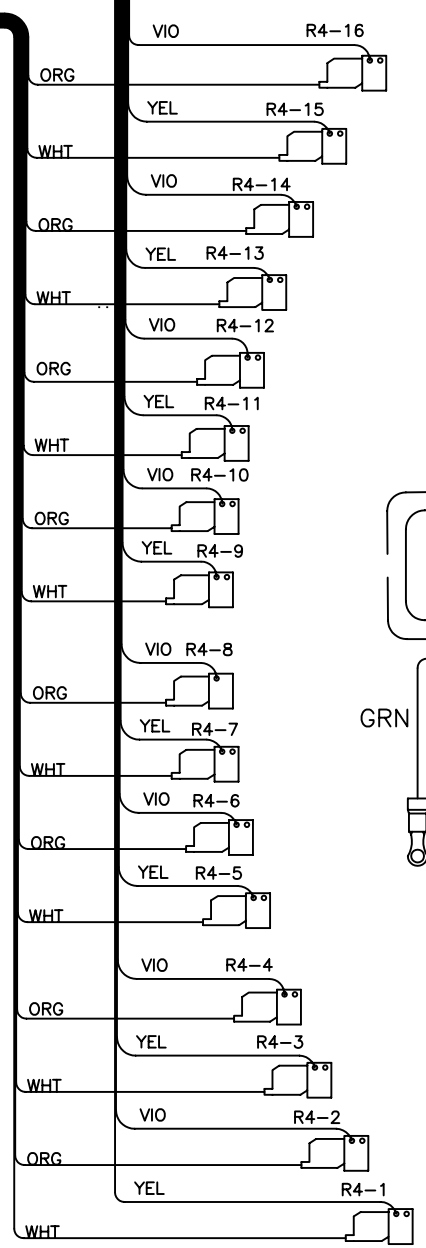 VIO R4-16
ORG
YEL R4-15
WHT
VIO R4-14
ORG
YEL R4-13
WHT
VIO R4-12
ORG
YEL R4-11
WHT
VIO R4-10
ORG
YEL R4-9
WHT
VIO R4-8
ORG
GRN
YEL R4-7
WHT
VIO R4-6
ORG
YEL R4-5
WHT
VIO R4-4
ORG
YEL R4-3
WHT
VIO R4-2
ORG
YEL R4-1
WHT